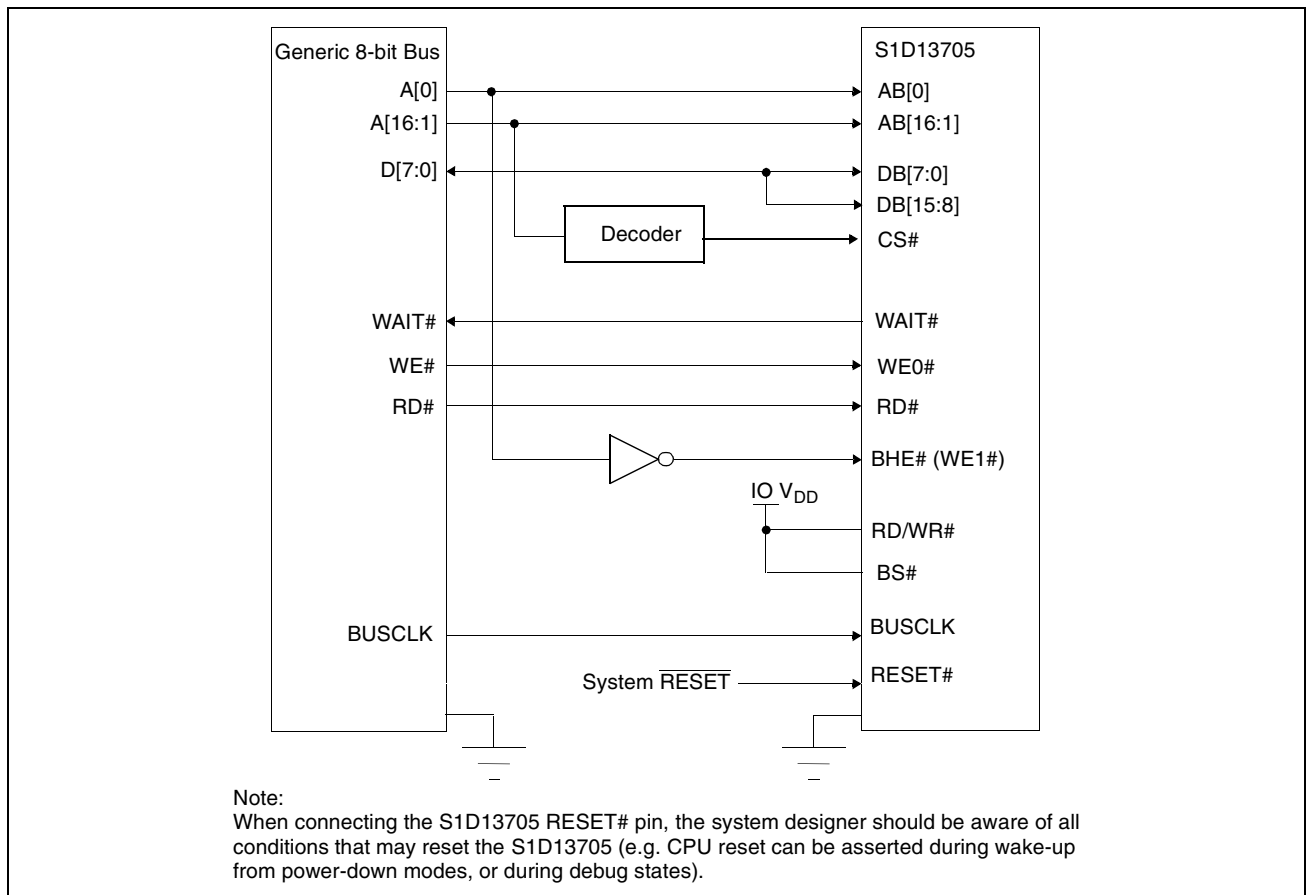 Generic 8-bit Bus
S1D13705
A[0]
AB[0]
A[16:1]
AB[16:1]
D[7:0]
DB[7:0]
DB[15:8]
Decoder
CS#
WAIT#
WAIT#
WE#
WE0#
RD#
RD#
BHE# (WE1#)
IO VDD
RD/WR#
BS#
BUSCLK
BUSCLK
System RESET
RESET#
Note:
When connecting the S1D13705 RESET# pin, the system designer should be aware of all
conditions that may reset the S1D13705 (e.g. CPU reset can be asserted during wake-up
from power-down modes, or during debug states).